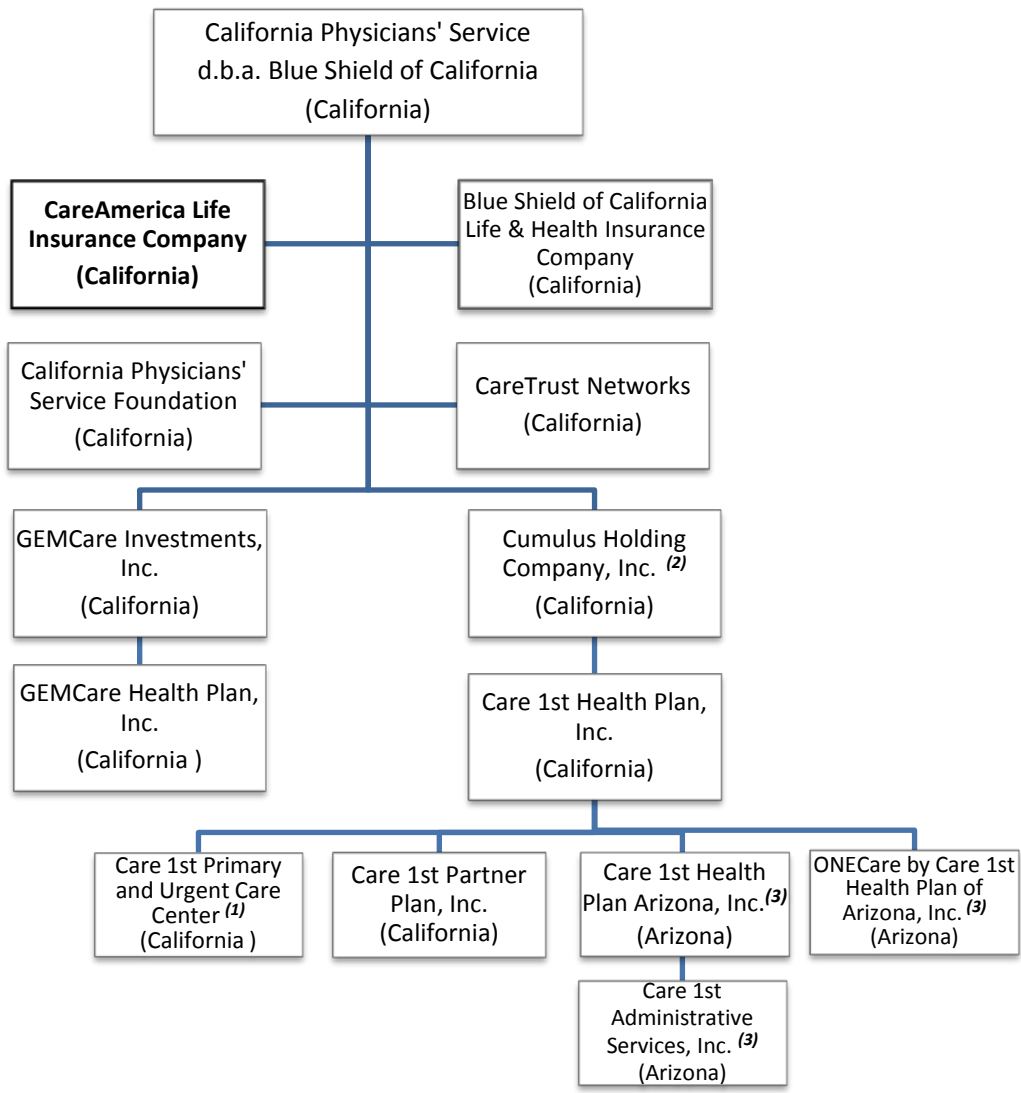 California Physicians' Service
d.b.a. Blue Shield of California
(California)
CareAmerica Life
Insurance Company
(California)
Blue Shield of California
Life & Health Insurance
Company
(California)
California Physicians'
Service Foundation
(California)
CareTrust Networks
(California)
GEMCare Investments,
Inc.
(California)
Cumulus Holding
Company, Inc. (2)
(California)
GEMCare Health Plan,
Inc.
(California )
Care 1st Health Plan,
Inc.
(California)
Care 1st Primary
and Urgent Care
Center (1)
(California )
Care 1st Partner
Plan, Inc.
(California)
Care 1st Health
Plan Arizona, Inc.(3)
(Arizona)
ONECare by Care 1st
Health Plan of
Arizona, Inc. (3)
(Arizona)
Care 1st
Administrative
Services, Inc. (3)
(Arizona)